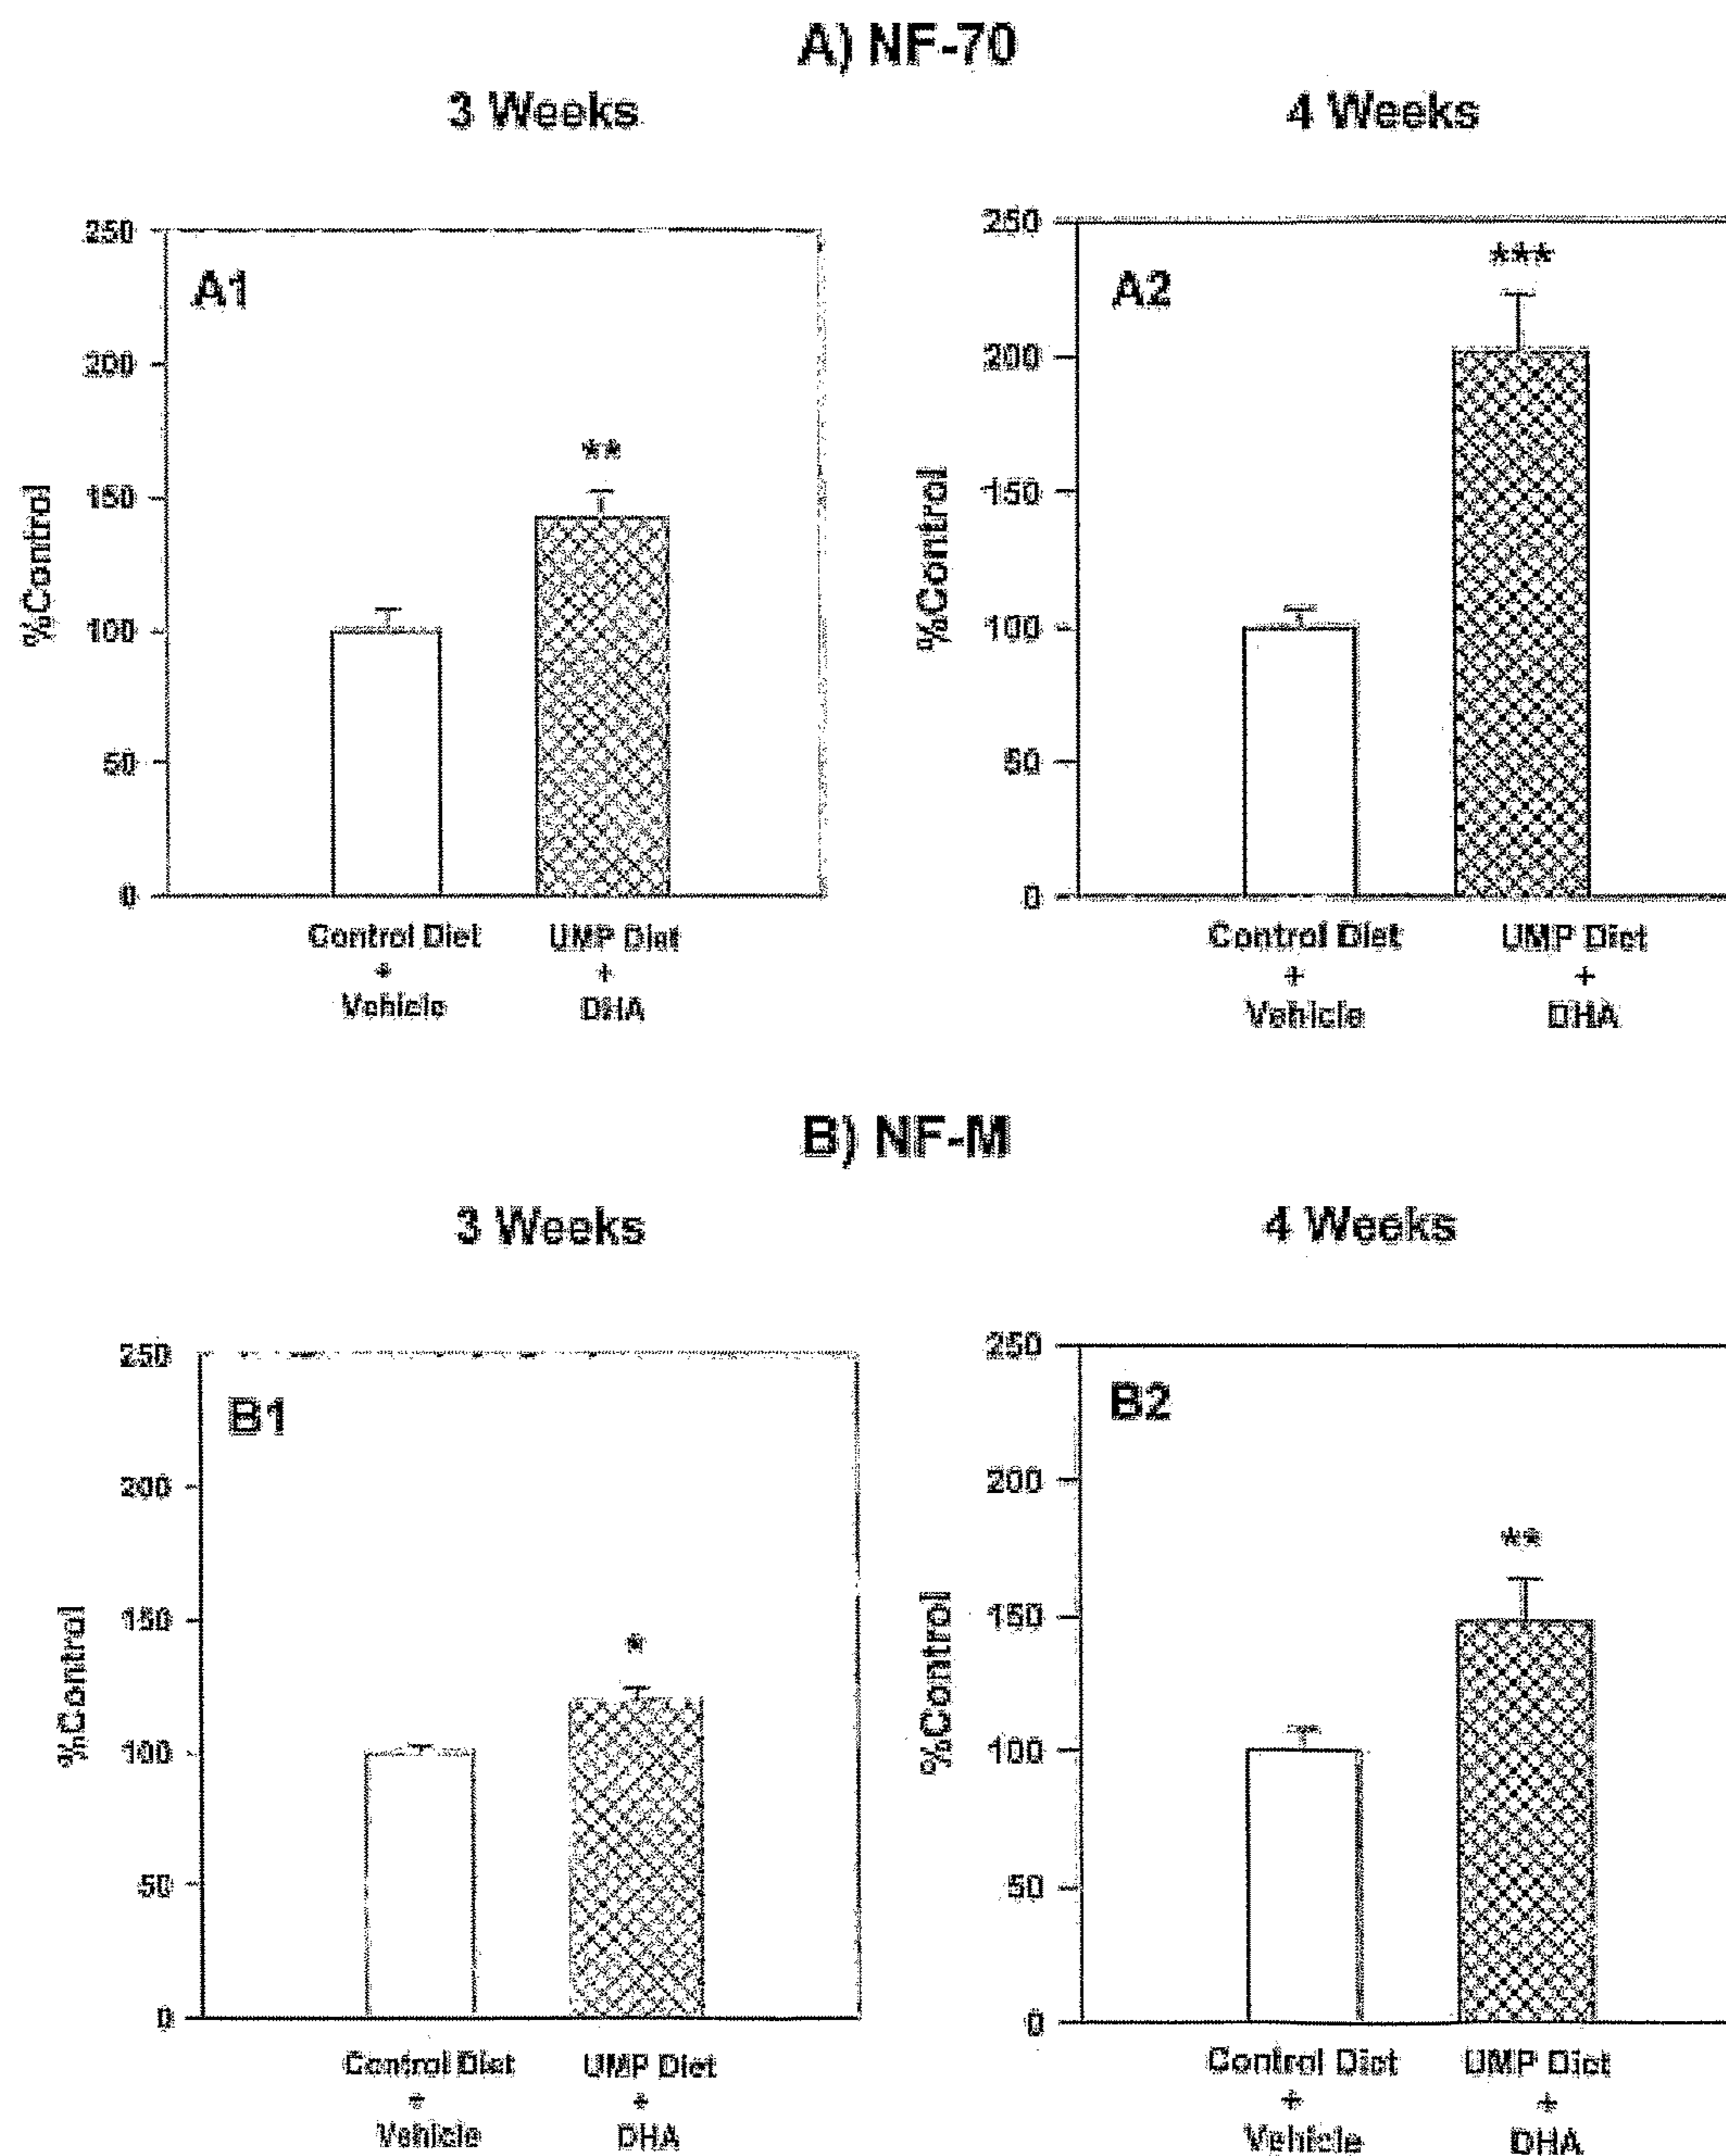 A) NF-70
3 Weeks
4 Weeks
250
200
150
100
50
0
%Control
A1
**
Control Diet
+
Vehicle
UMP Diet
+
DHA
250
200
150
100
50
0
%Control
A2
***
Control Diet
+
Vehicle
UMP Diet
+
DHA
B) NF-M
3 Weeks
4 Weeks
250
200
150
100
50
0
%Control
B1
*
Control Diet
+
Vehicle
UMP Diet
+
DHA
250
200
150
100
50
0
%Control
B2
**
Control Diet
+
Vehicle
UMP Diet
+
DHA